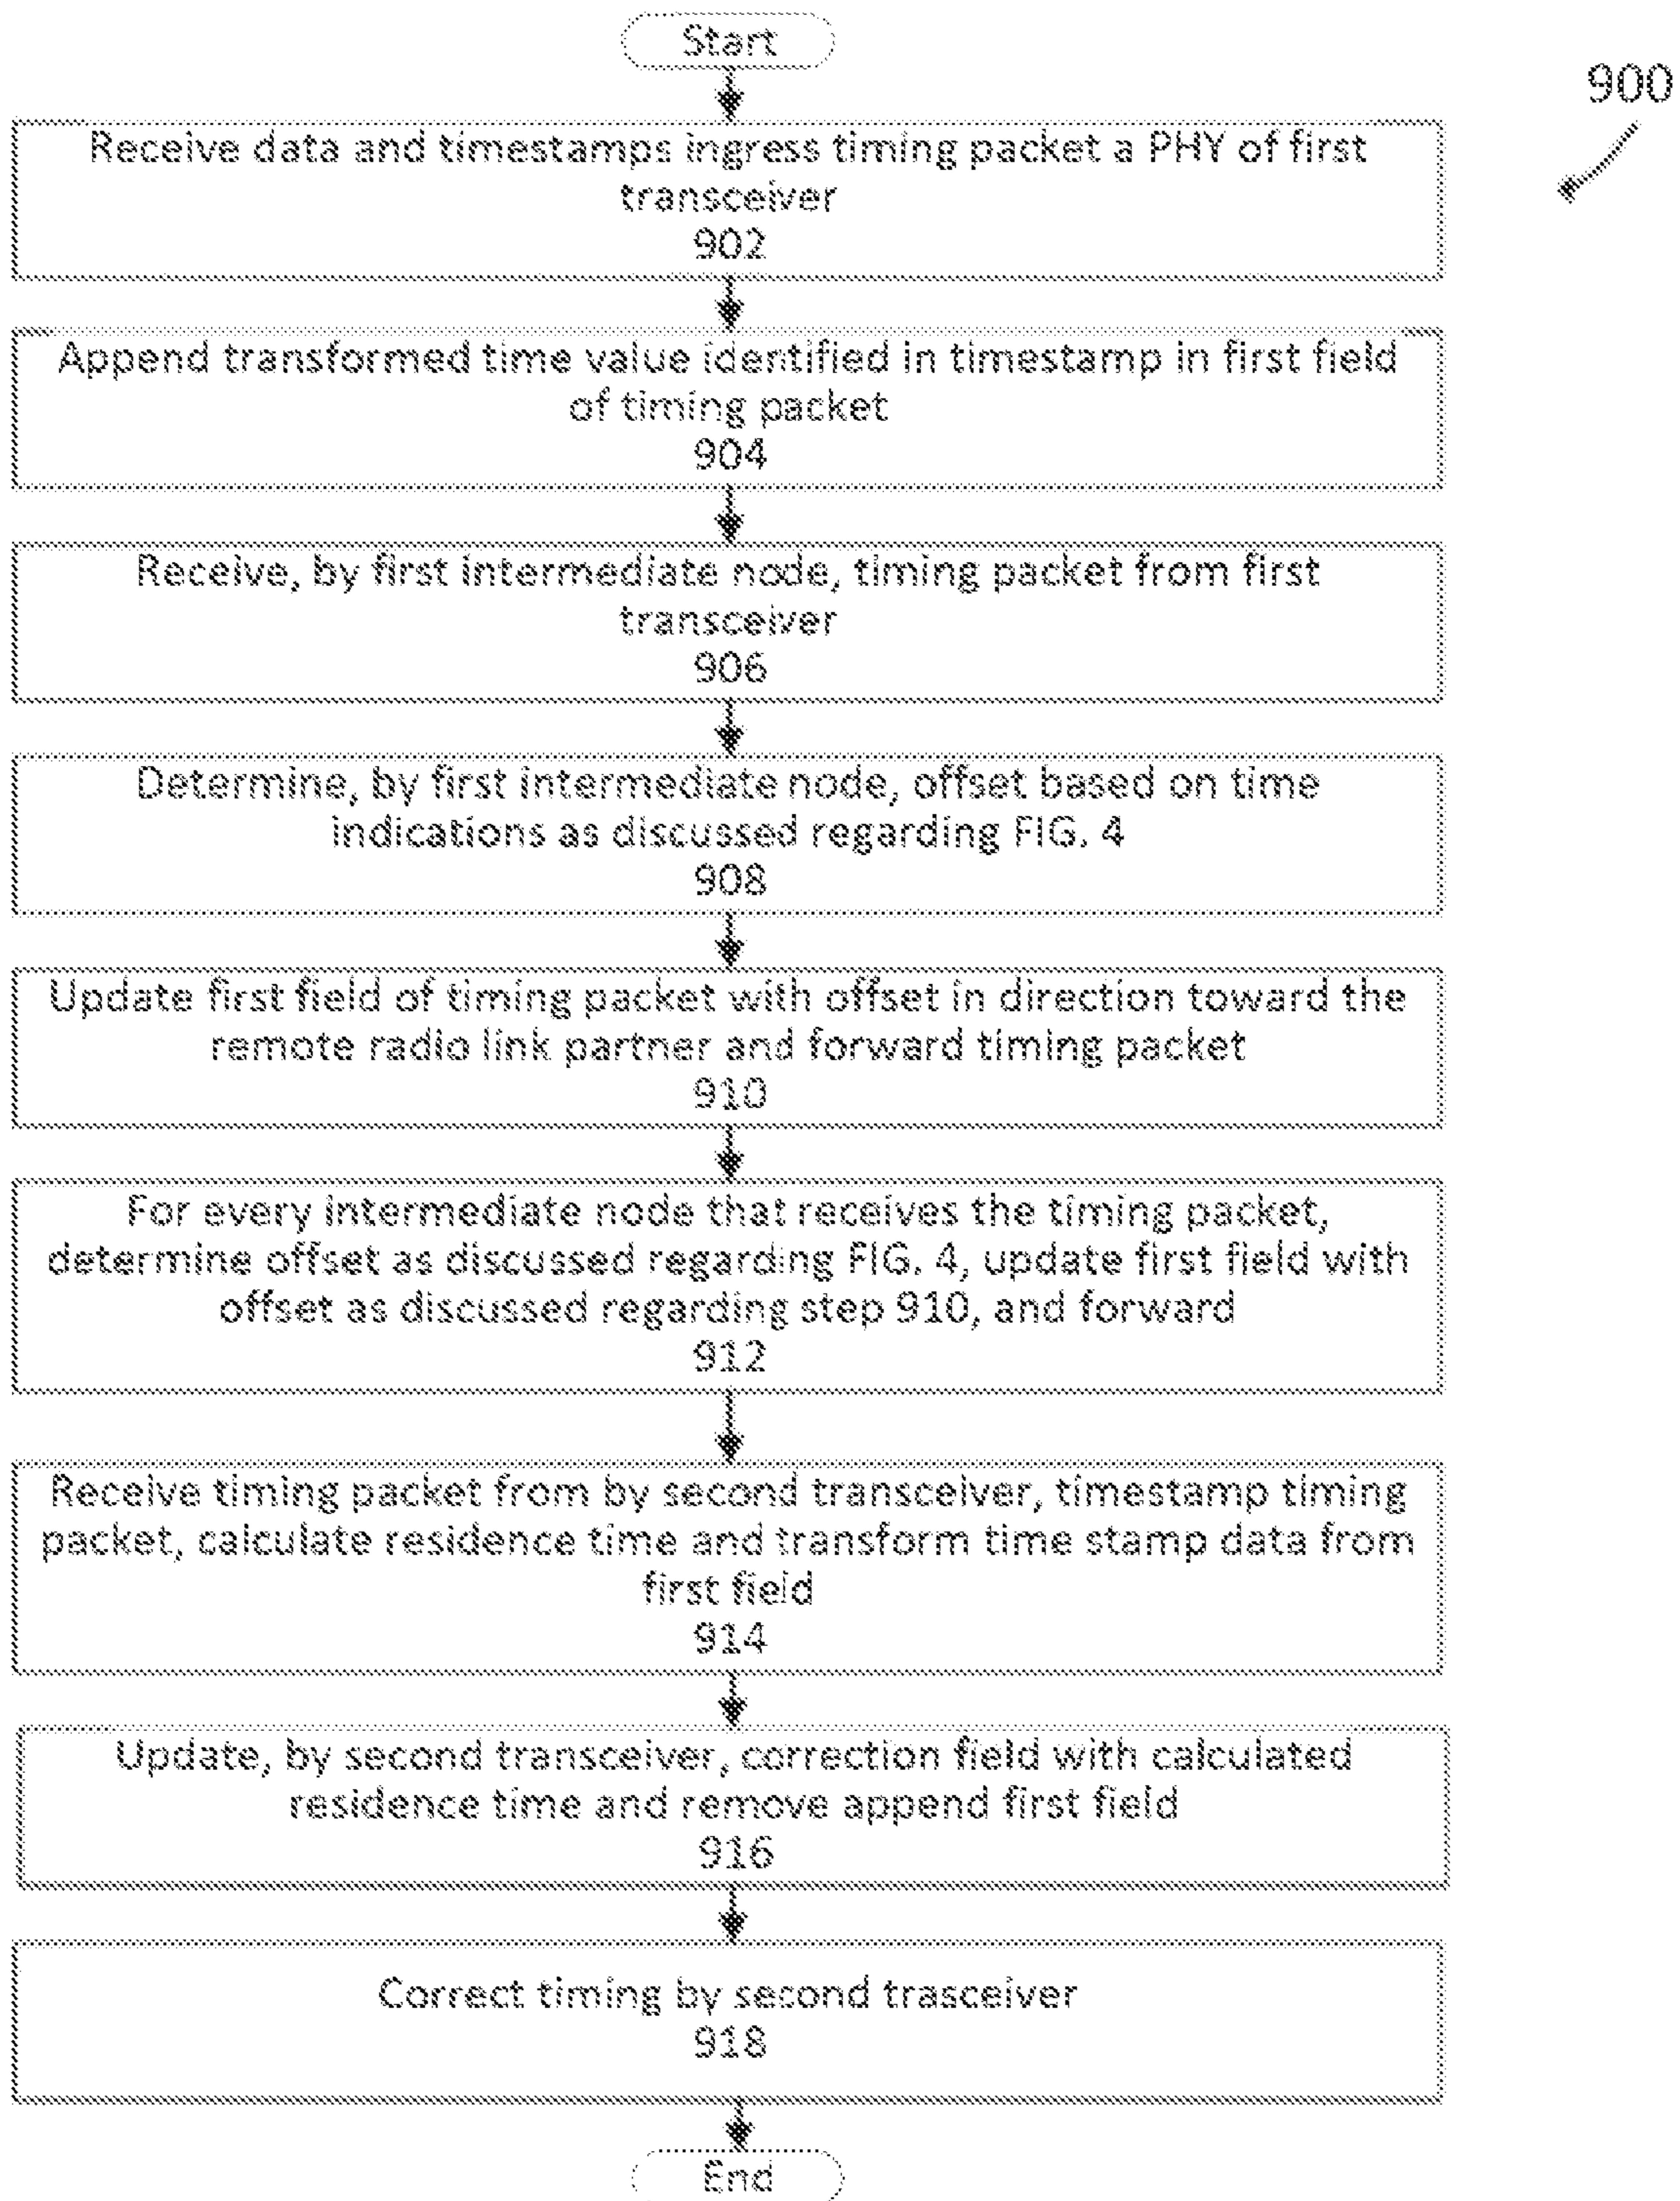 Start
900
Receive data and timestamps ingress timing packet a PHY of first
transceiver
902
Append transformed time value identified in timestamp in first field
of timing packet
904
Receive, by first intermediate node, timing packet from first
transceiver
906
Determine, by first intermediate node, offset based on time
indications as discussed regarding FIG. 4
908
Update first field of timing packet with offset in direction toward the
remote radio link partner and forward timing packet
910
For every intermediate node that receives the timing packet,
determine offset as discussed regarding FIG. 4, update first field with
offset as discussed regarding step 910, and forward
912
Receive timing packet from by second transceiver, timestamp timing
packet, calculate residence time and transform time stamp data from
first field
914
Update, by second transceiver, correction field with calculated
residence time and remove append first field
916
Correct timing by second trasceiver
918
End